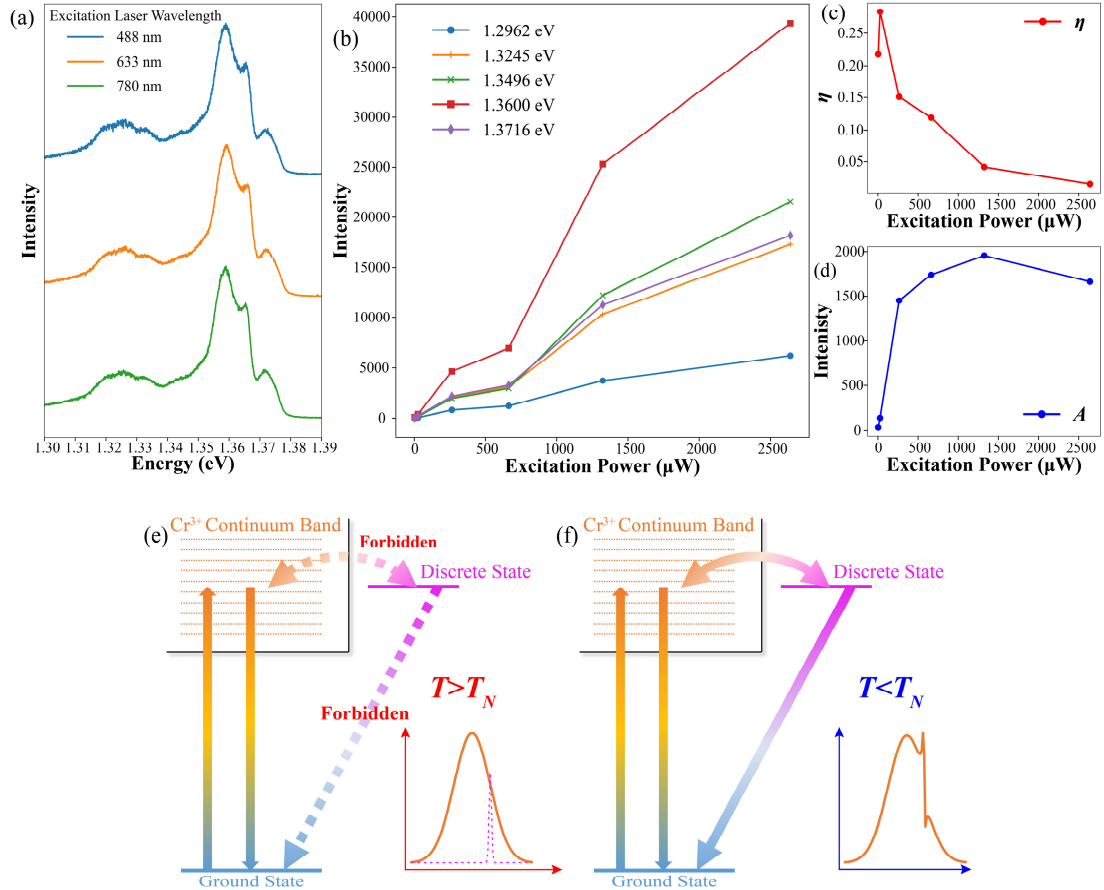 (a)
Excitation Laser Wavelength
488 nm
633 nm
780 nm
Intensity
1.30 1.31 1.32 1.33 1.34 1.35 1.36 1.37 1.38 1.39
Energy (cV)
(b)
40000
35000
30000
25000
20000
15000
10000
5000
0
1.2962 eV
1.3245 eV
1.3496 eV
1.3600 eV
1.3716 eV
Intensity
0 500 1000 1500 2000 2500
Excitation Power (μW)
(c)
η
0.25
0.20
0.15
0.10
0.05
η
0 500 1000 1500 2000 2500
Excitation Power (μW)
(d)
2000
1500
1000
500
0
Intenisty
A
0 500 1000 1500 2000 2500
Excitation Power (μW)
(e)
Cr³⁺ Continuum Band
Forbidden
Discrete State
T>T_N
Forbidden
Ground State
(f)
Cr³⁺ Continuum Band
Discrete State
T<T_N
Ground State